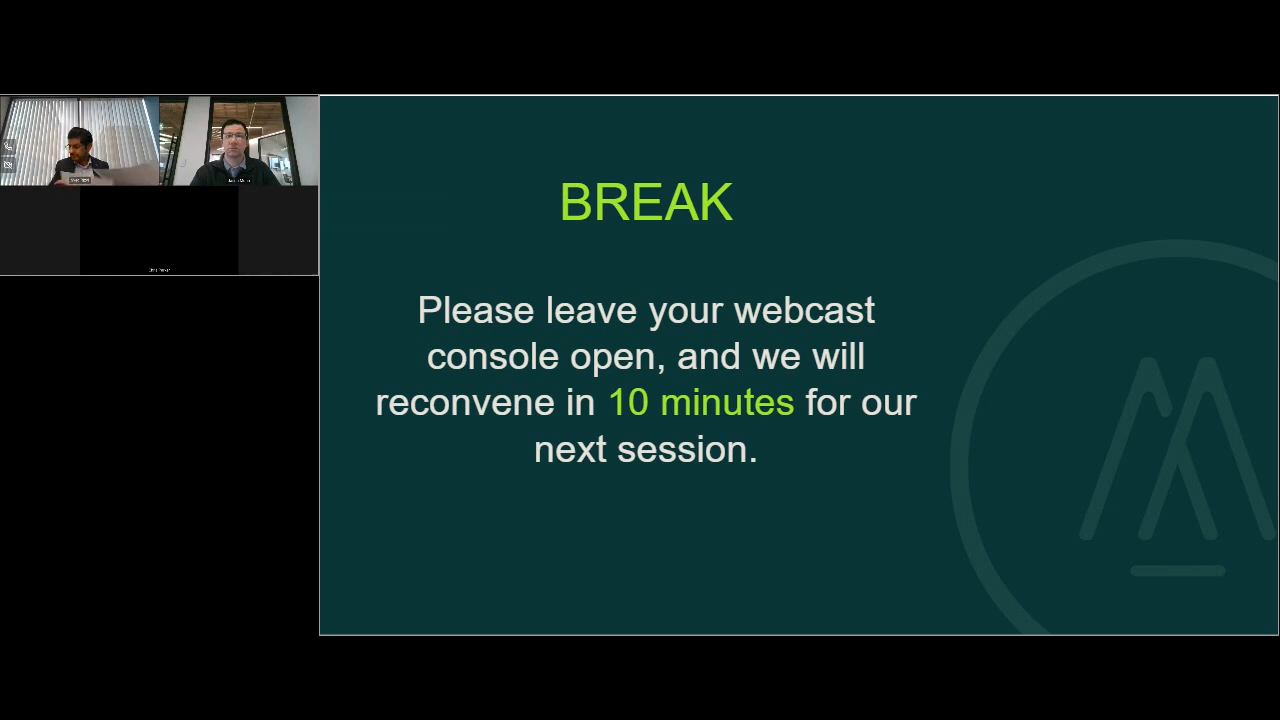 BREAK
Please leave your webcast
console open, and we will
reconvene in 10 minutes for our
next session.